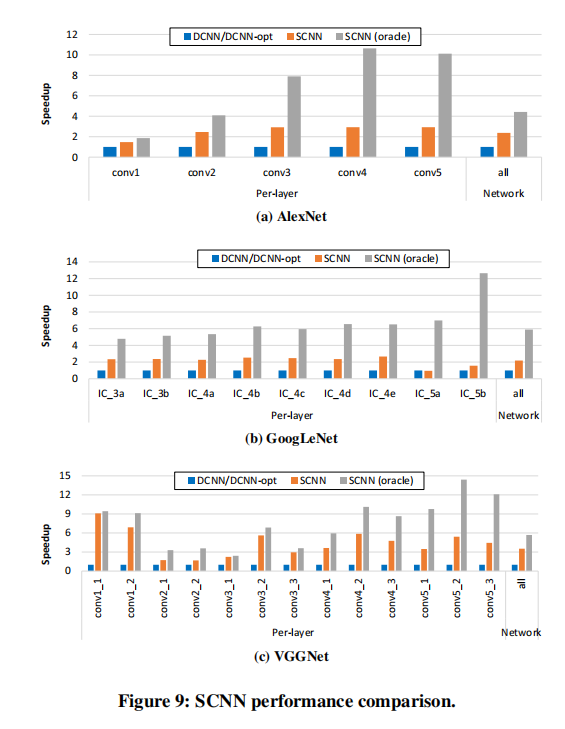 12
DCNN/DCNN-opt SCNN SCNN (oracle)
10
8
6
4
2
0
Speedup
conv1 conv2 conv3 conv4 conv5 all
Per-layer Network
(a) AlexNet
14
DCNN/DCNN-opt SCNN SCNN (oracle)
12
10
8
6
4
2
0
Speedup
IC_3a IC_3b IC_4a IC_4b IC_4c IC_4d IC_4e IC_5a IC_5b all
Per-layer Network
(b) GoogLeNet
15
DCNN/DCNN-opt SCNN SCNN (oracle)
12
9
6
3
0
Speedup
conv1_1 conv1_2 conv2_1 conv2_2 conv3_1 conv3_2 conv3_3 conv4_1 conv4_2 conv4_3 conv5_1 conv5_2 conv5_3 all
Per-layer Network
(c) VGGNet
Figure 9: SCNN performance comparison.